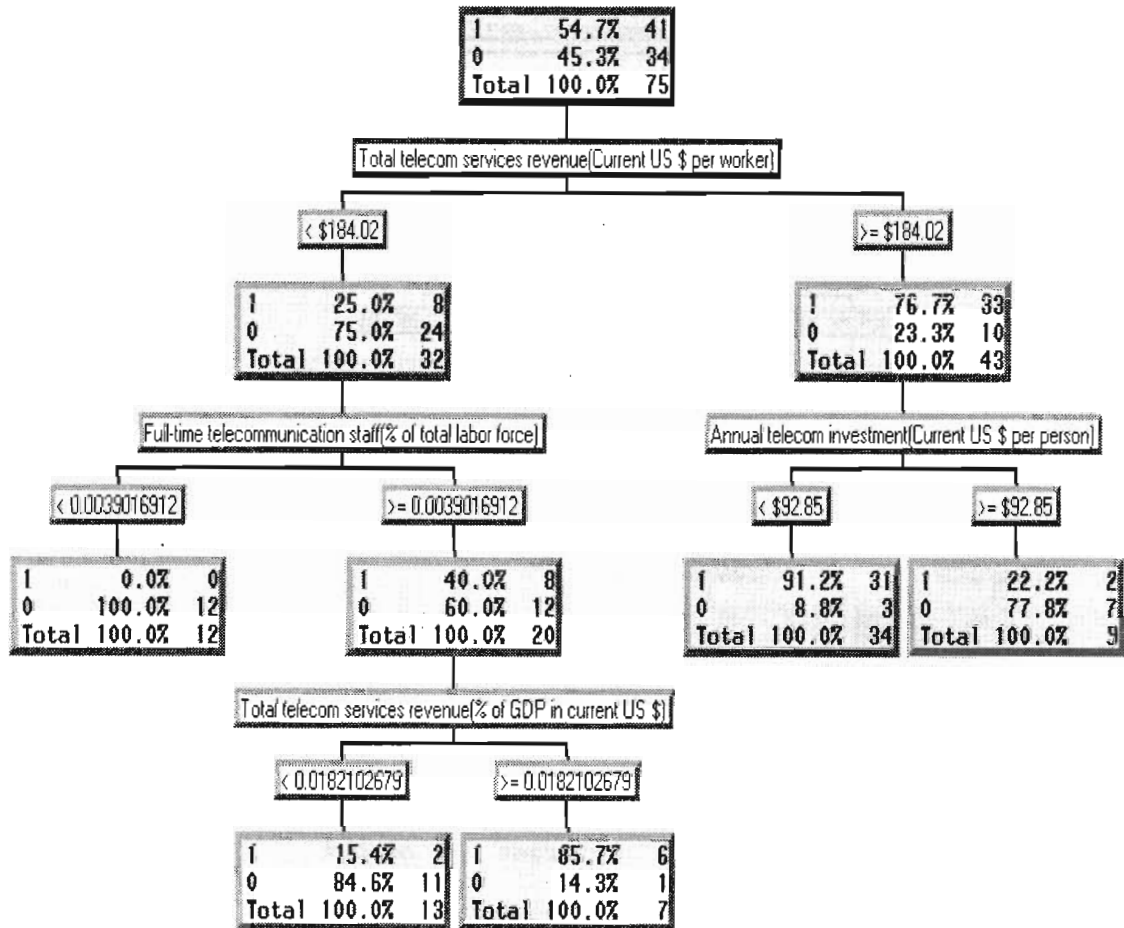 1 54.7% 41
0 45.3% 34
Total 100.0% 75
Total telecom services revenue(Current US $ per worker)
< $184.02
>= $184.02
1 25.0% 8
0 75.0% 24
Total 100.0% 32
1 76.7% 33
0 23.3% 10
Total 100.0% 43
Full-time telecommunication staff(% of total labor force)
Annual telecom investment(Current US $ per person)
< 0.0039016912
>= 0.0039016912
< $92.85
>= $92.85
1 0.0% 0
0 100.0% 12
Total 100.0% 12
1 40.0% 8
0 60.0% 12
Total 100.0% 20
1 91.2% 31
0 8.8% 3
Total 100.0% 34
1 22.2% 2
0 77.8% 7
Total 100.0% 9
Total telecom services revenue(% of GDP in current US $)
< 0.0182102679
>= 0.0182102679
1 15.4% 2
0 84.6% 11
Total 100.0% 13
1 85.7% 6
0 14.3% 1
Total 100.0% 7